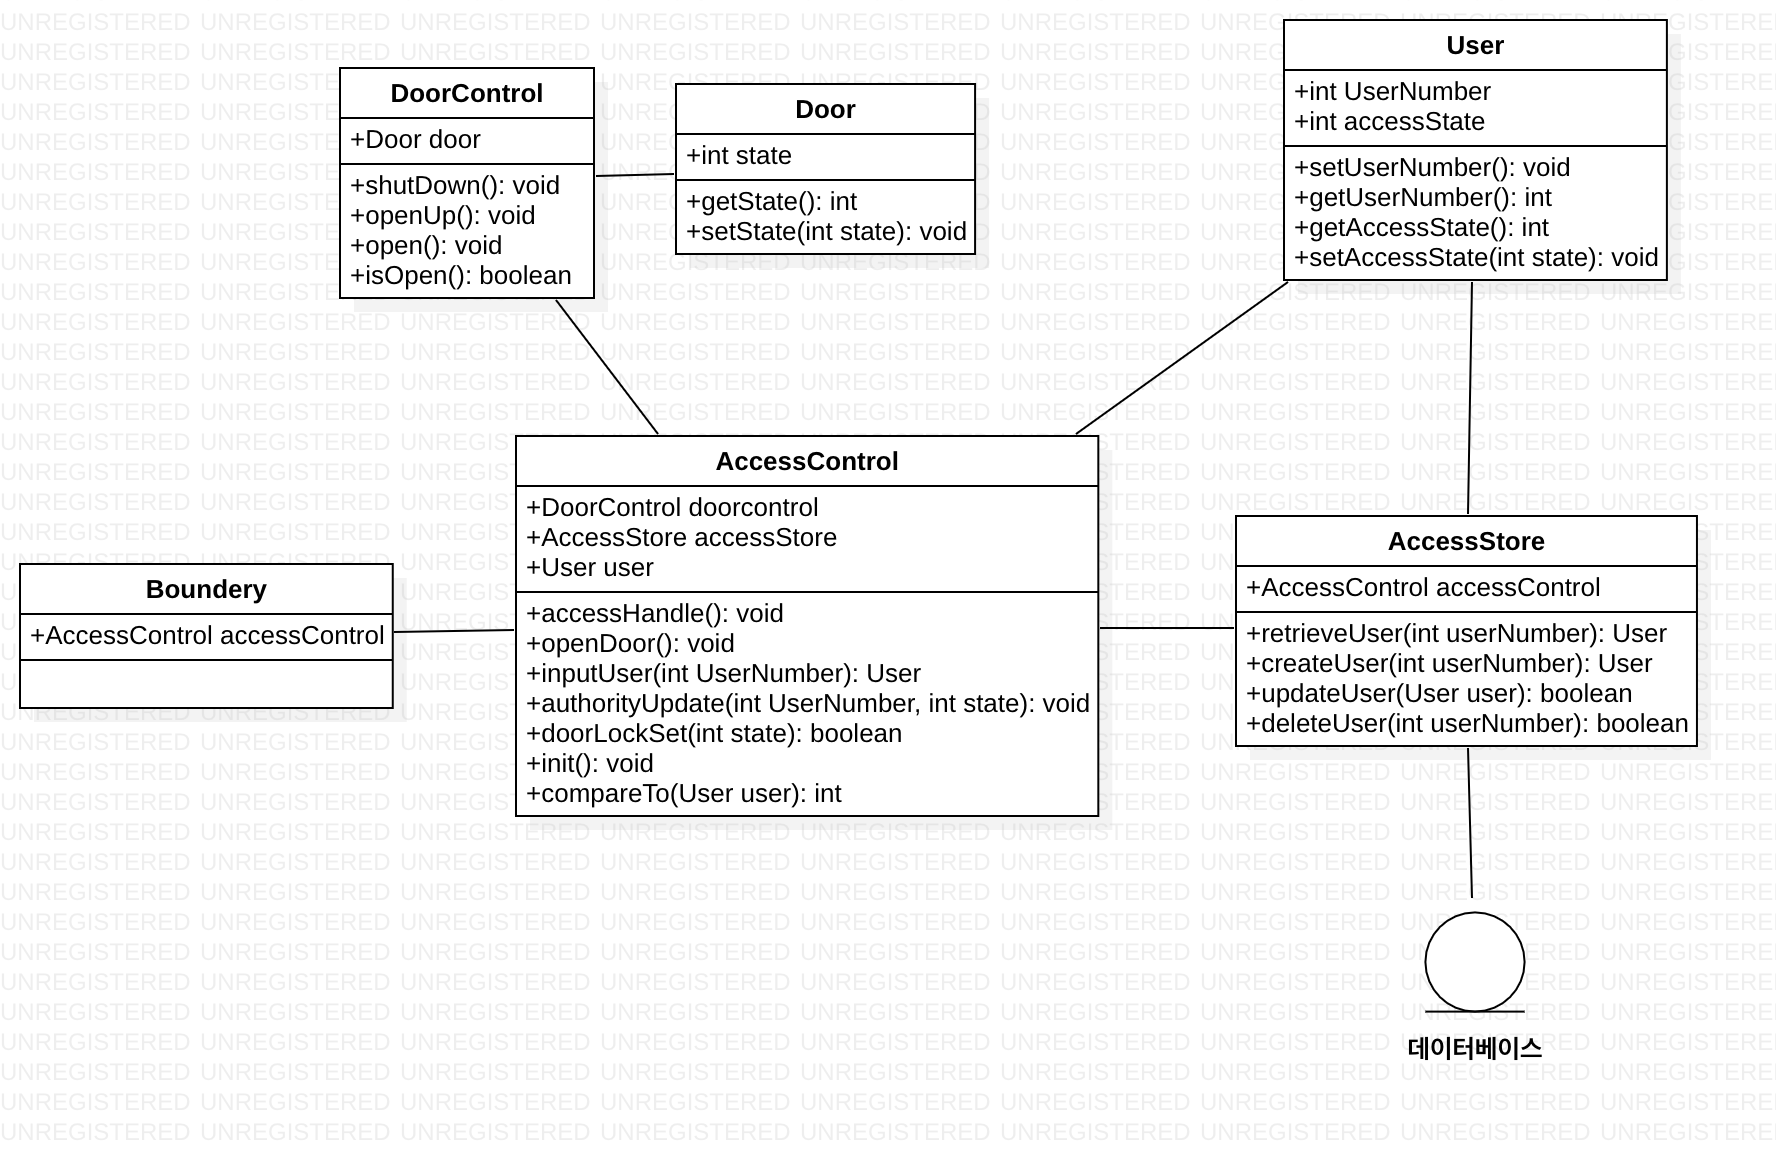 DoorControl
+Door door
+shutDown(): void
+openUp(): void
+open(): void
+isOpen(): boolean
Door
+int state
+getState(): int
+setState(int state): void
User
+int UserNumber
+int accessState
+setUserNumber(): void
+getUserNumber(): int
+getAccessState(): int
+setAccessState(int state): void
AccessControl
+DoorControl doorcontrol
+AccessStore accessStore
+User user
+accessHandle(): void
+openDoor(): void
+inputUser(int UserNumber): User
+authorityUpdate(int UserNumber, int state): void
+doorLockSet(int state): boolean
+init(): void
+compareTo(User user): int
Boundery
+AccessControl accessControl
AccessStore
+AccessControl accessControl
+retrieveUser(int userNumber): User
+createUser(int userNumber): User
+updateUser(User user): boolean
+deleteUser(int userNumber): boolean
데이터베이스
UNREGISTERED